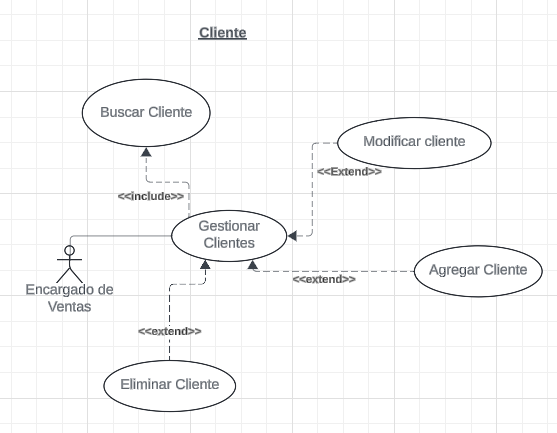 Cliente
Buscar Cliente
Modificar cliente
<<Extend>>
<<include>>
Gestionar
Clientes
Agregar Cliente
<<extend>>
Encargado de
Ventas
<<extend>>
Eliminar Cliente